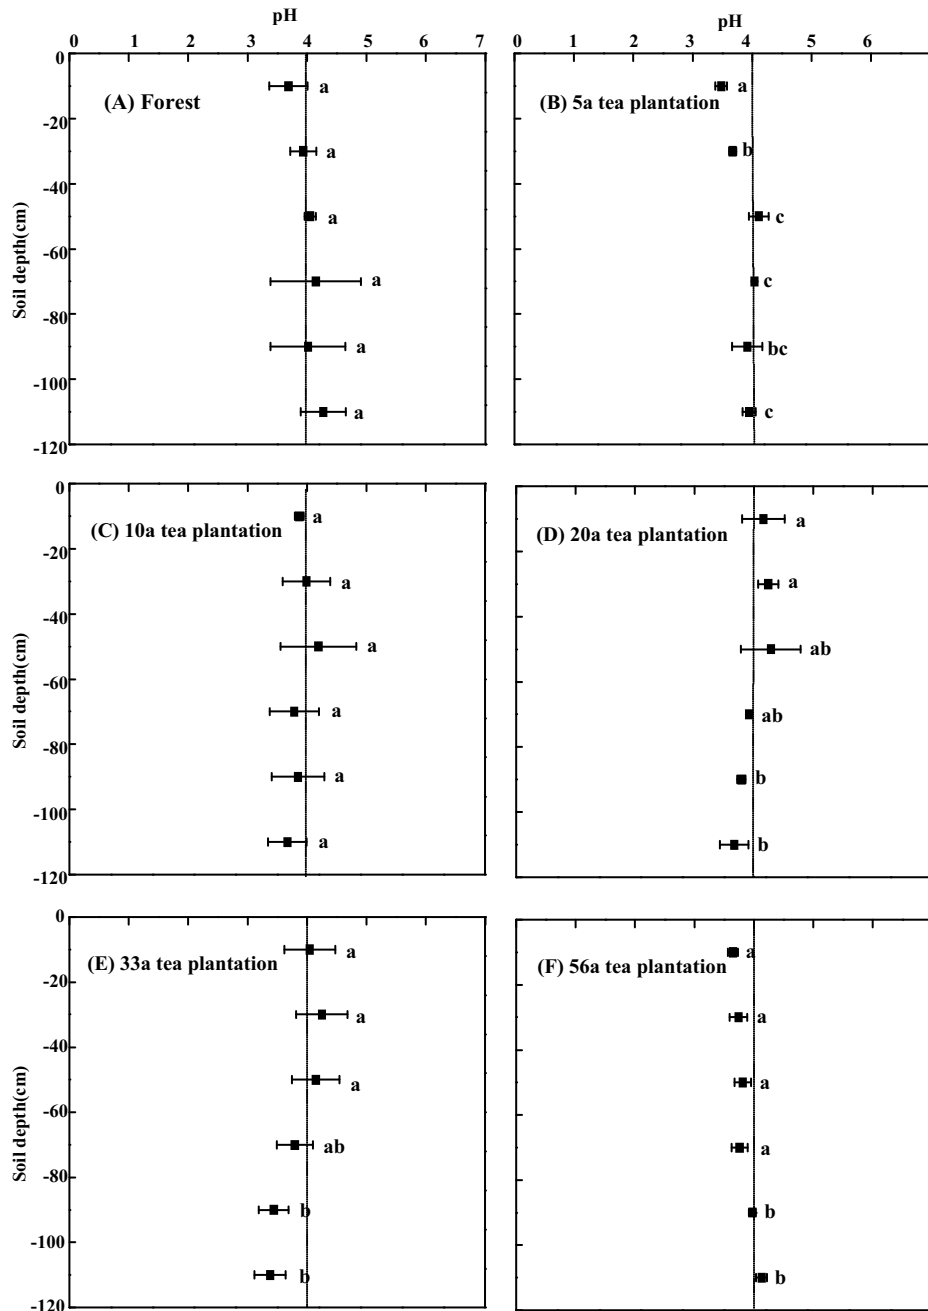 pH
pH
0 1 2 3 4 5 6 7
0 1 2 3 4 5 6
0
-20
-40
-60
-80
-100
-120
Soil depth(cm)
(A) Forest
a
a
a
a
a
a
(B) 5a tea plantation
a
b
c
c
bc
c
0
-20
-40
-60
-80
-100
-120
Soil depth(cm)
(C) 10a tea plantation
a
a
a
a
a
a
(D) 20a tea plantation
a
a
ab
ab
b
b
0
-20
-40
-60
-80
-100
-120
Soil depth(cm)
(E) 33a tea plantation
a
a
a
ab
b
b
(F) 56a tea plantation
a
a
a
a
b
b